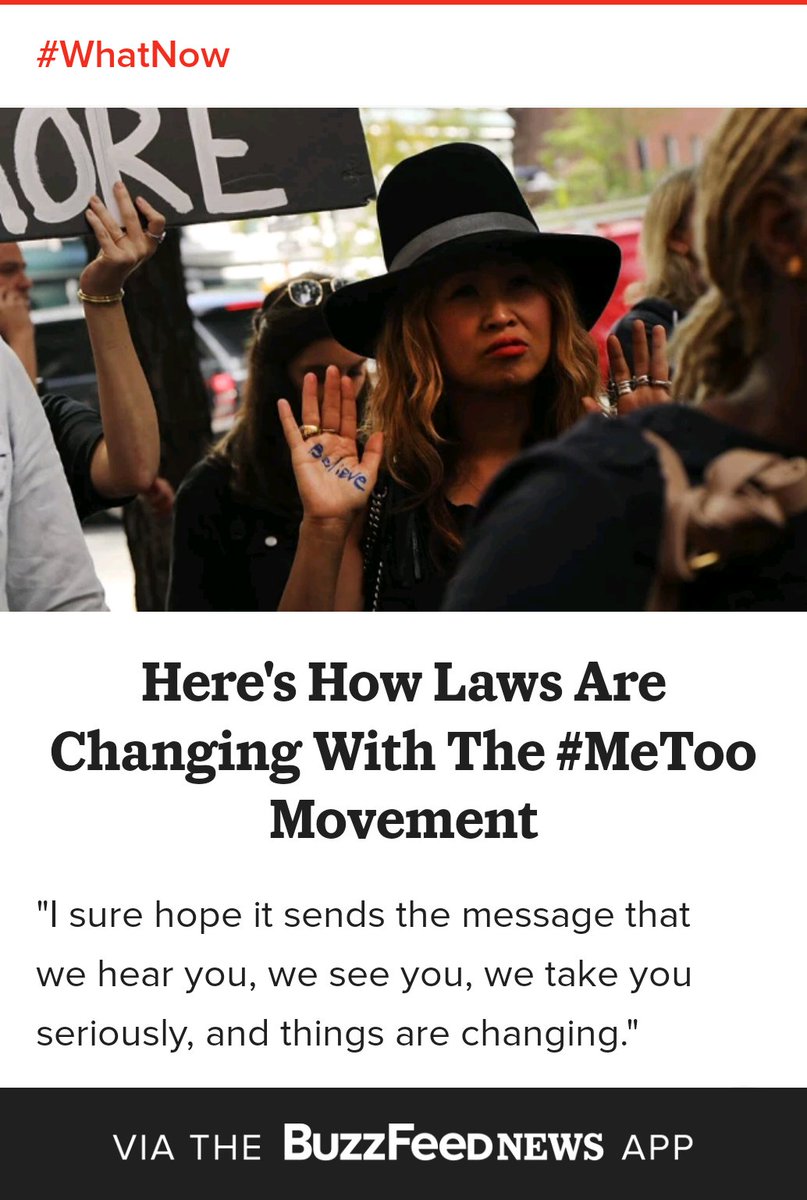 #WhatNow
ORE
Believe
Here's How Laws Are
Changing With The #MeToo
Movement
"I sure hope it sends the message that
we hear you, we see you, we take you
seriously, and things are changing."
VIA THE BuzzFeed NEWS APP